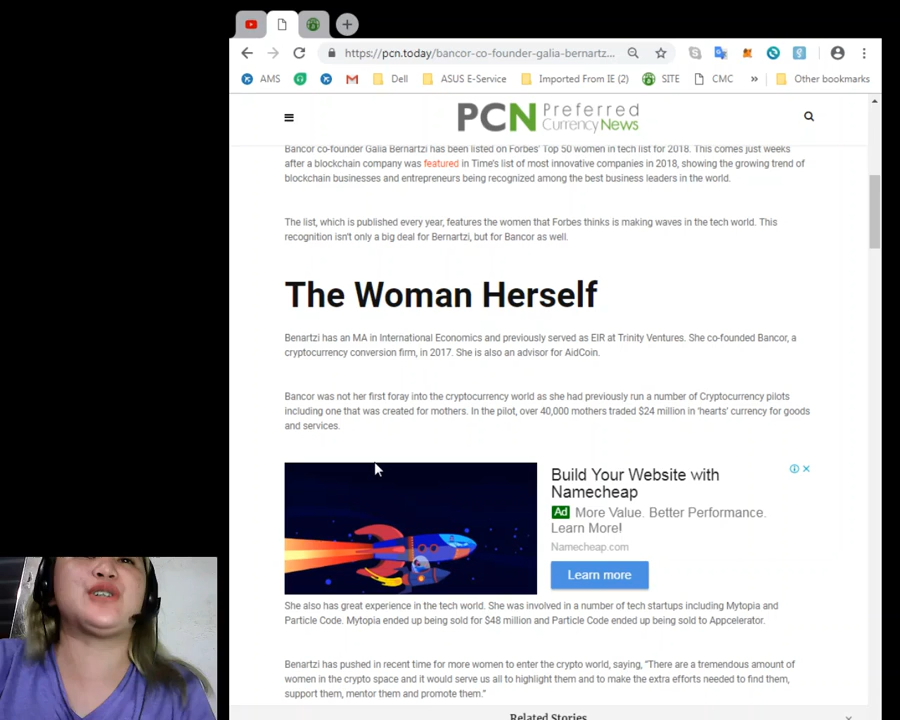 https://pcn.today/bancor-co-founder-galia-bernartz...
AMS
Dell
ASUS E-Service
Imported From IE (2)
SITE
CMC
»
Other bookmarks
PCN Preferred Currency News
Bancor co-founder Galia Bernartzi has been listed on Forbes' Top 50 women in tech list for 2018. This comes just weeks
after a blockchain company was featured in Time's list of most innovative companies in 2018, showing the growing trend of
blockchain businesses and entrepreneurs being recognized among the best business leaders in the world.
The list, which is published every year, features the women that Forbes thinks is making waves in the tech world. This
recognition isn't only a big deal for Bernartzi, but for Bancor as well.
The Woman Herself
Benartzi has an MA in International Economics and previously served as EIR at Trinity Ventures. She co-founded Bancor, a
cryptocurrency conversion firm, in 2017. She is also an advisor for AidCoin.
Bancor was not her first foray into the cryptocurrency world as she had previously run a number of Cryptocurrency pilots
including one that was created for mothers. In the pilot, over 40,000 mothers traded $24 million in 'hearts' currency for goods
and services.
Build Your Website with
Namecheap
Ad More Value. Better Performance.
Learn More!
Namecheap.com
Learn more
She also has great experience in the tech world. She was involved in a number of tech startups including Mytopia and
Particle Code. Mytopia ended up being sold for $48 million and Particle Code ended up being sold to Appcelerator.
Benartzi has pushed in recent time for more women to enter the crypto world, saying, "There are a tremendous amount of
women in the crypto space and it would serve us all to highlight them and to make the extra efforts needed to find them,
support them, mentor them and promote them."
Related Stories